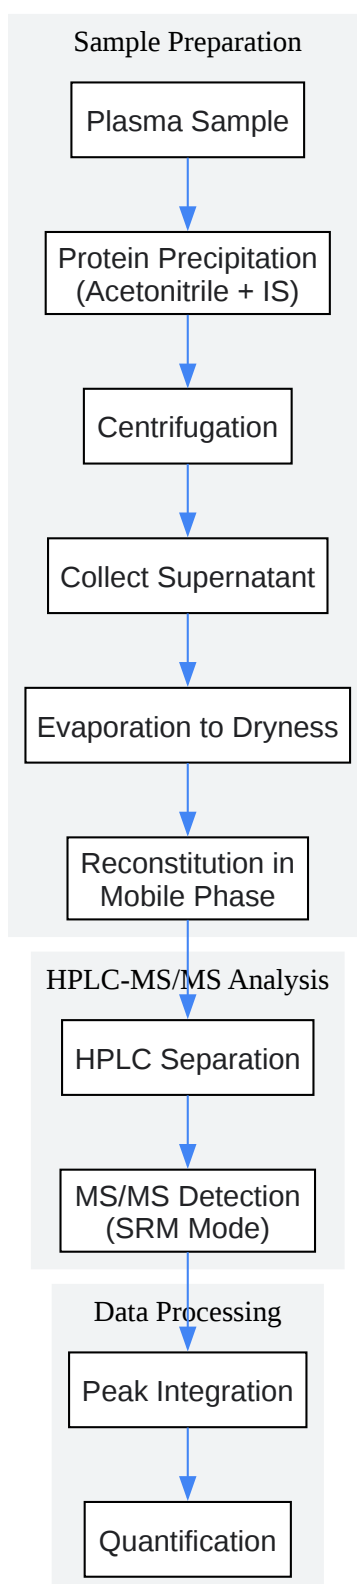 Sample Preparation
Plasma Sample
Protein Precipitation
(Acetonitrile + IS)
Centrifugation
Collect Supernatant
Evaporation to Dryness
Reconstitution in
Mobile Phase
HPLC-MS/MS Analysis
HPLC Separation
MS/MS Detection
(SRM Mode)
Data Processing
Peak Integration
Quantification